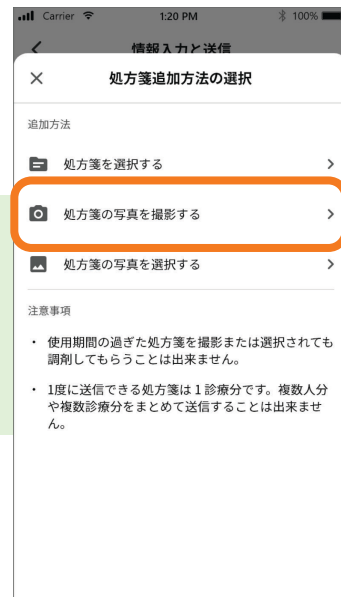 Carrier 1:20 PM 100%
情報入力と送信
処方箋追加方法の選択
追加方法
処方箋を選択する
処方箋の写真を撮影する
処方箋の写真を選択する
注意事項
・ 使用期間の過ぎた処方箋を撮影または選択されても
調剤してもらうことは出来ません。
・ 1度に送信できる処方箋は1診療分です。複数人分
や複数診療分をまとめて送信することは出来ませ
ん。